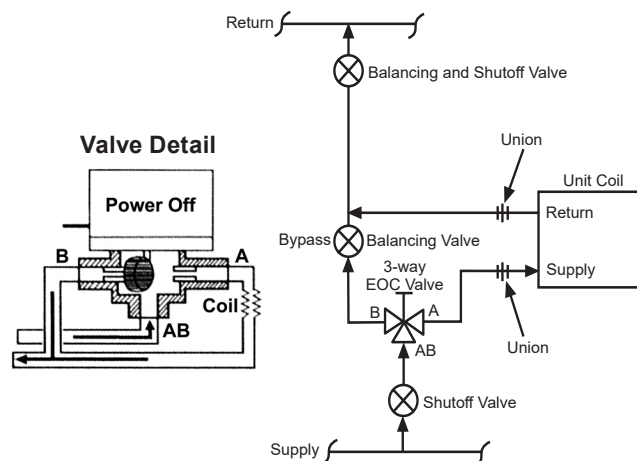 Return
Balancing and Shutoff Valve
Valve Detail
Union
Power Off
Unit Coil
Return
Bypass
Balancing Valve
B
A
3-way
EOC Valve
Supply
Coil
B
A
AB
AB
Union
Shutoff Valve
Supply